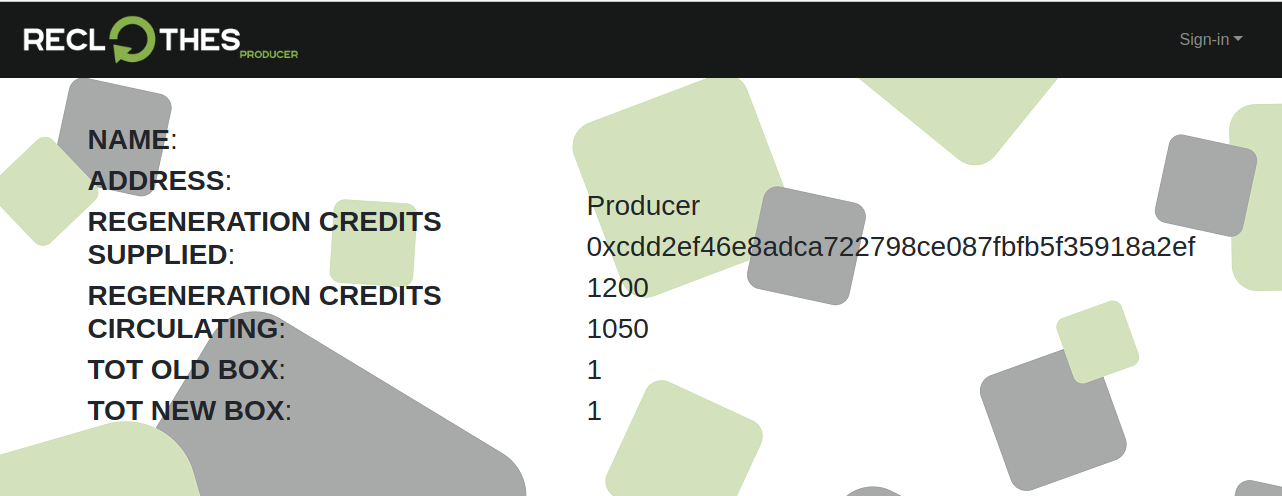 RECLOTHES PRODUCER
Sign-in
NAME:
ADDRESS:
REGENERATION CREDITS
SUPPLIED:
REGENERATION CREDITS
CIRCULATING:
TOT OLD BOX:
TOT NEW BOX:
Producer
0xcdd2ef46e8adca722798ce087fbfb5f35918a2ef
1200
1050
1
1